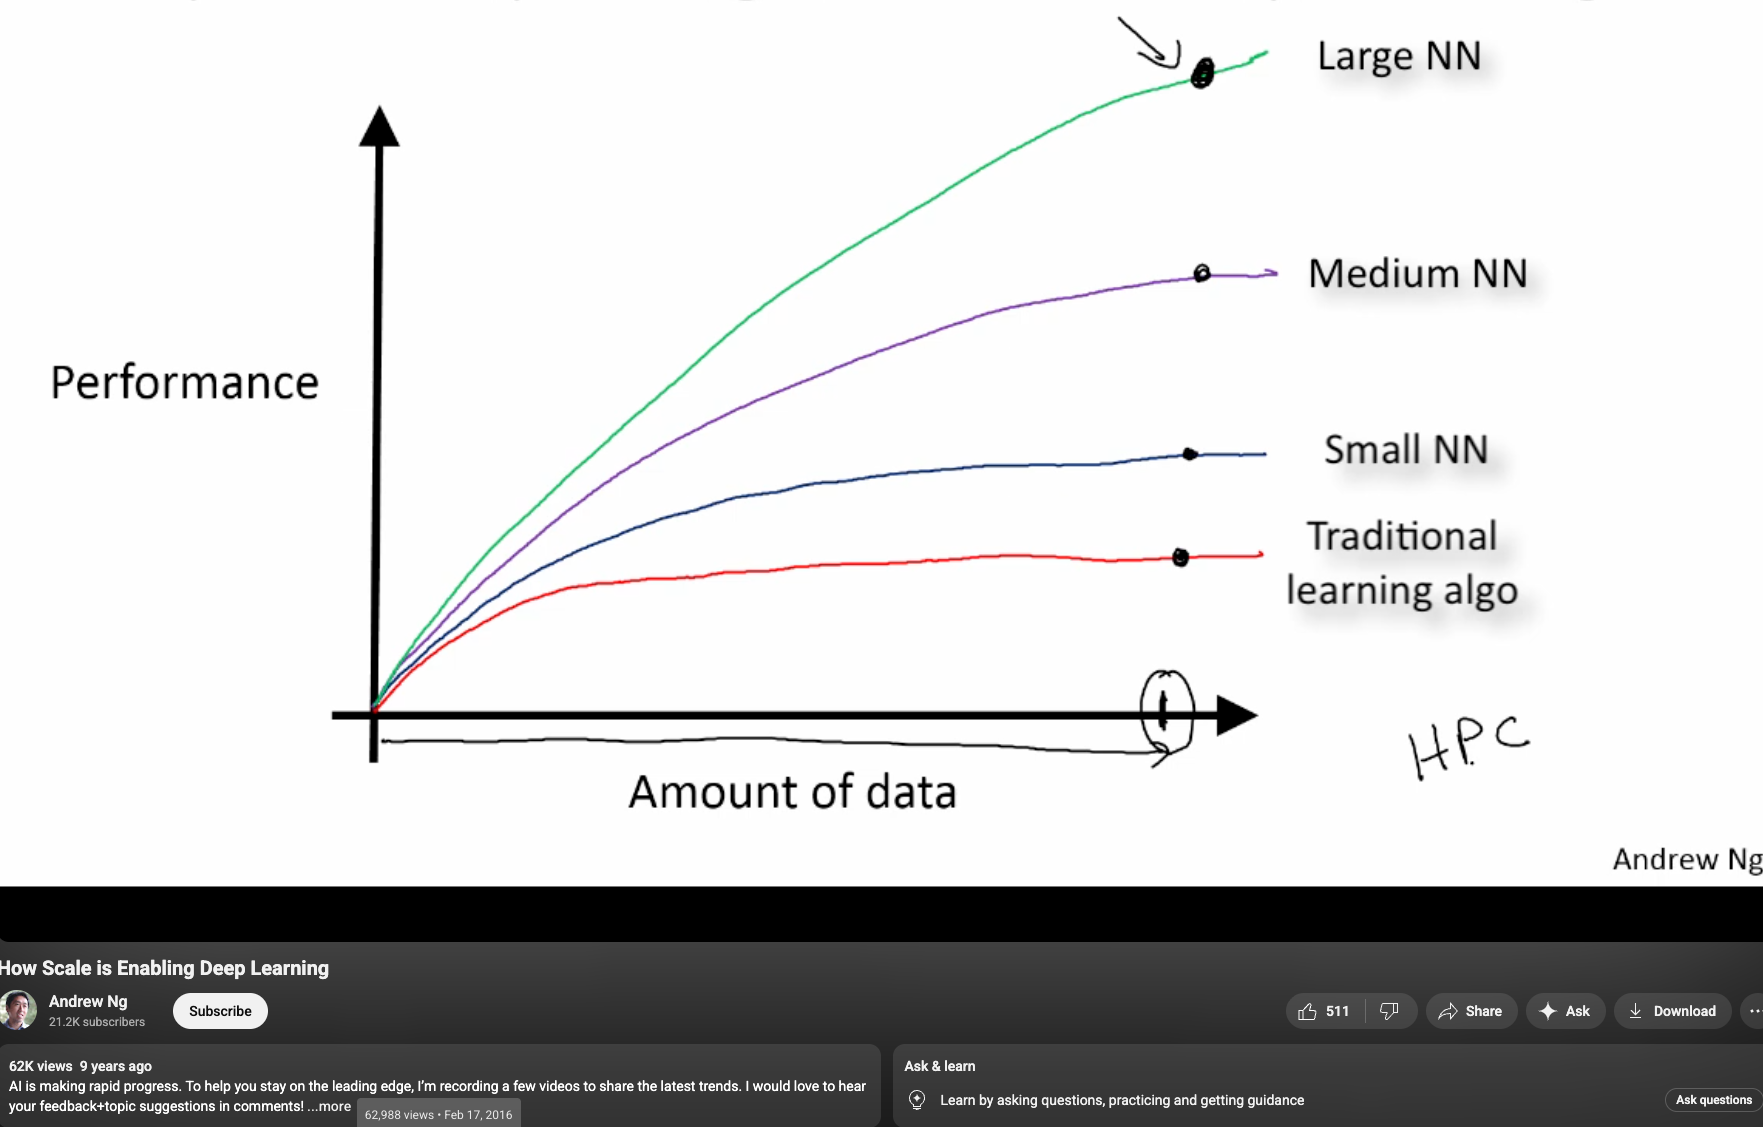 Large NN
Medium NN
Performance
Small NN
Traditional
learning algo
HPC
Amount of data
Andrew Ng
How Scale is Enabling Deep Learning
Andrew Ng
21.2K subscribers
Subscribe
511
Share
Ask
Download
62K views 9 years ago
AI is making rapid progress. To help you stay on the leading edge, I'm recording a few videos to share the latest trends. I would love to hear
your feedback+topic suggestions in comments! ...more
62,988 views • Feb 17, 2016
Ask & learn
Learn by asking questions, practicing and getting guidance
Ask questions